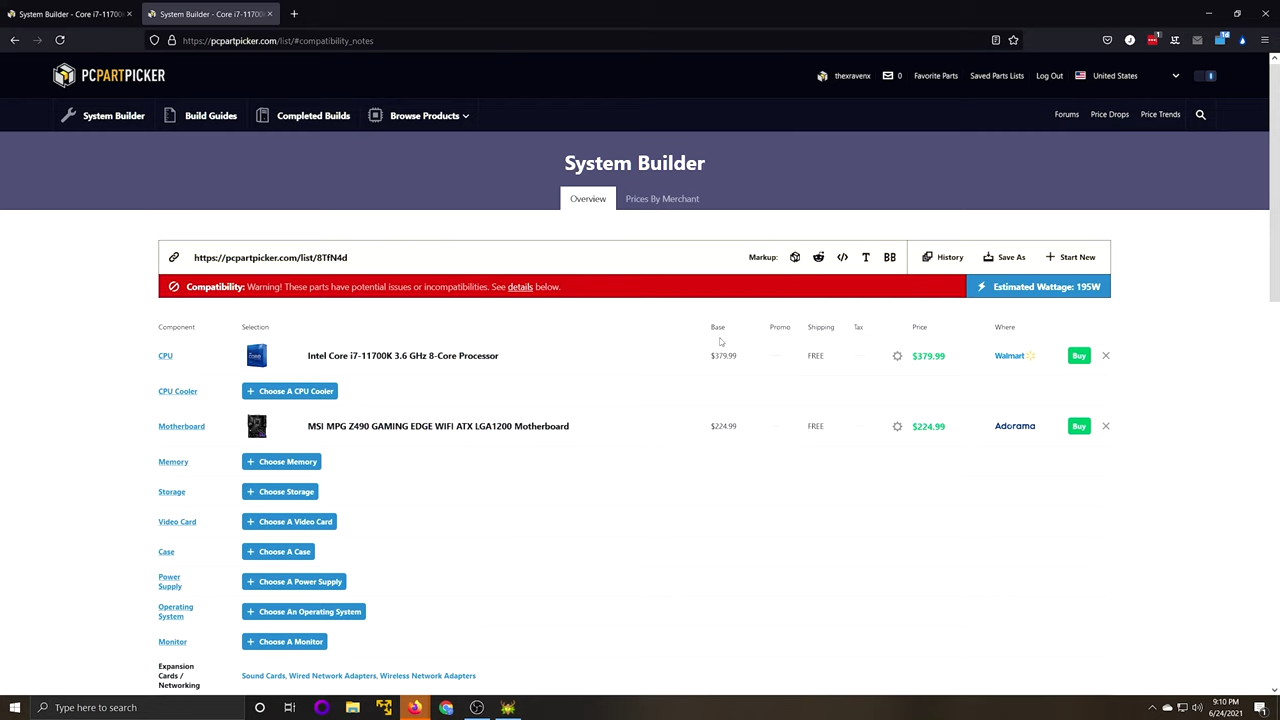 System Builder - Core i7-11700K
System Builder - Core i7-11700K
https://pcpartpicker.com/list/#compatibility_notes
PCPARTPICKER
thexravenx 0 Favorite Parts Saved Parts Lists Log Out United States
System Builder Build Guides Completed Builds Browse Products
Forums Price Drops Price Trends
System Builder
Overview Prices By Merchant
https://pcpartpicker.com/list/8TfN4d Markup: T BB History Save As + Start New
Compatibility: Warning! These parts have potential issues or incompatibilities. See details below. Estimated Wattage: 195W
Component Selection Base Promo Shipping Tax Price Where
CPU Intel Core i7-11700K 3.6 GHz 8-Core Processor $379.99 — FREE — $379.99 Walmart Buy
CPU Cooler + Choose A CPU Cooler
Motherboard MSI MPG Z490 GAMING EDGE WIFI ATX LGA1200 Motherboard $224.99 — FREE — $224.99 Adorama Buy
Memory + Choose Memory
Storage + Choose Storage
Video Card + Choose A Video Card
Case + Choose A Case
Power
Supply + Choose A Power Supply
Operating
System + Choose An Operating System
Monitor + Choose A Monitor
Expansion
Cards / Sound Cards, Wired Network Adapters, Wireless Network Adapters
Networking
Type here to search
9:10 PM
6/24/2021